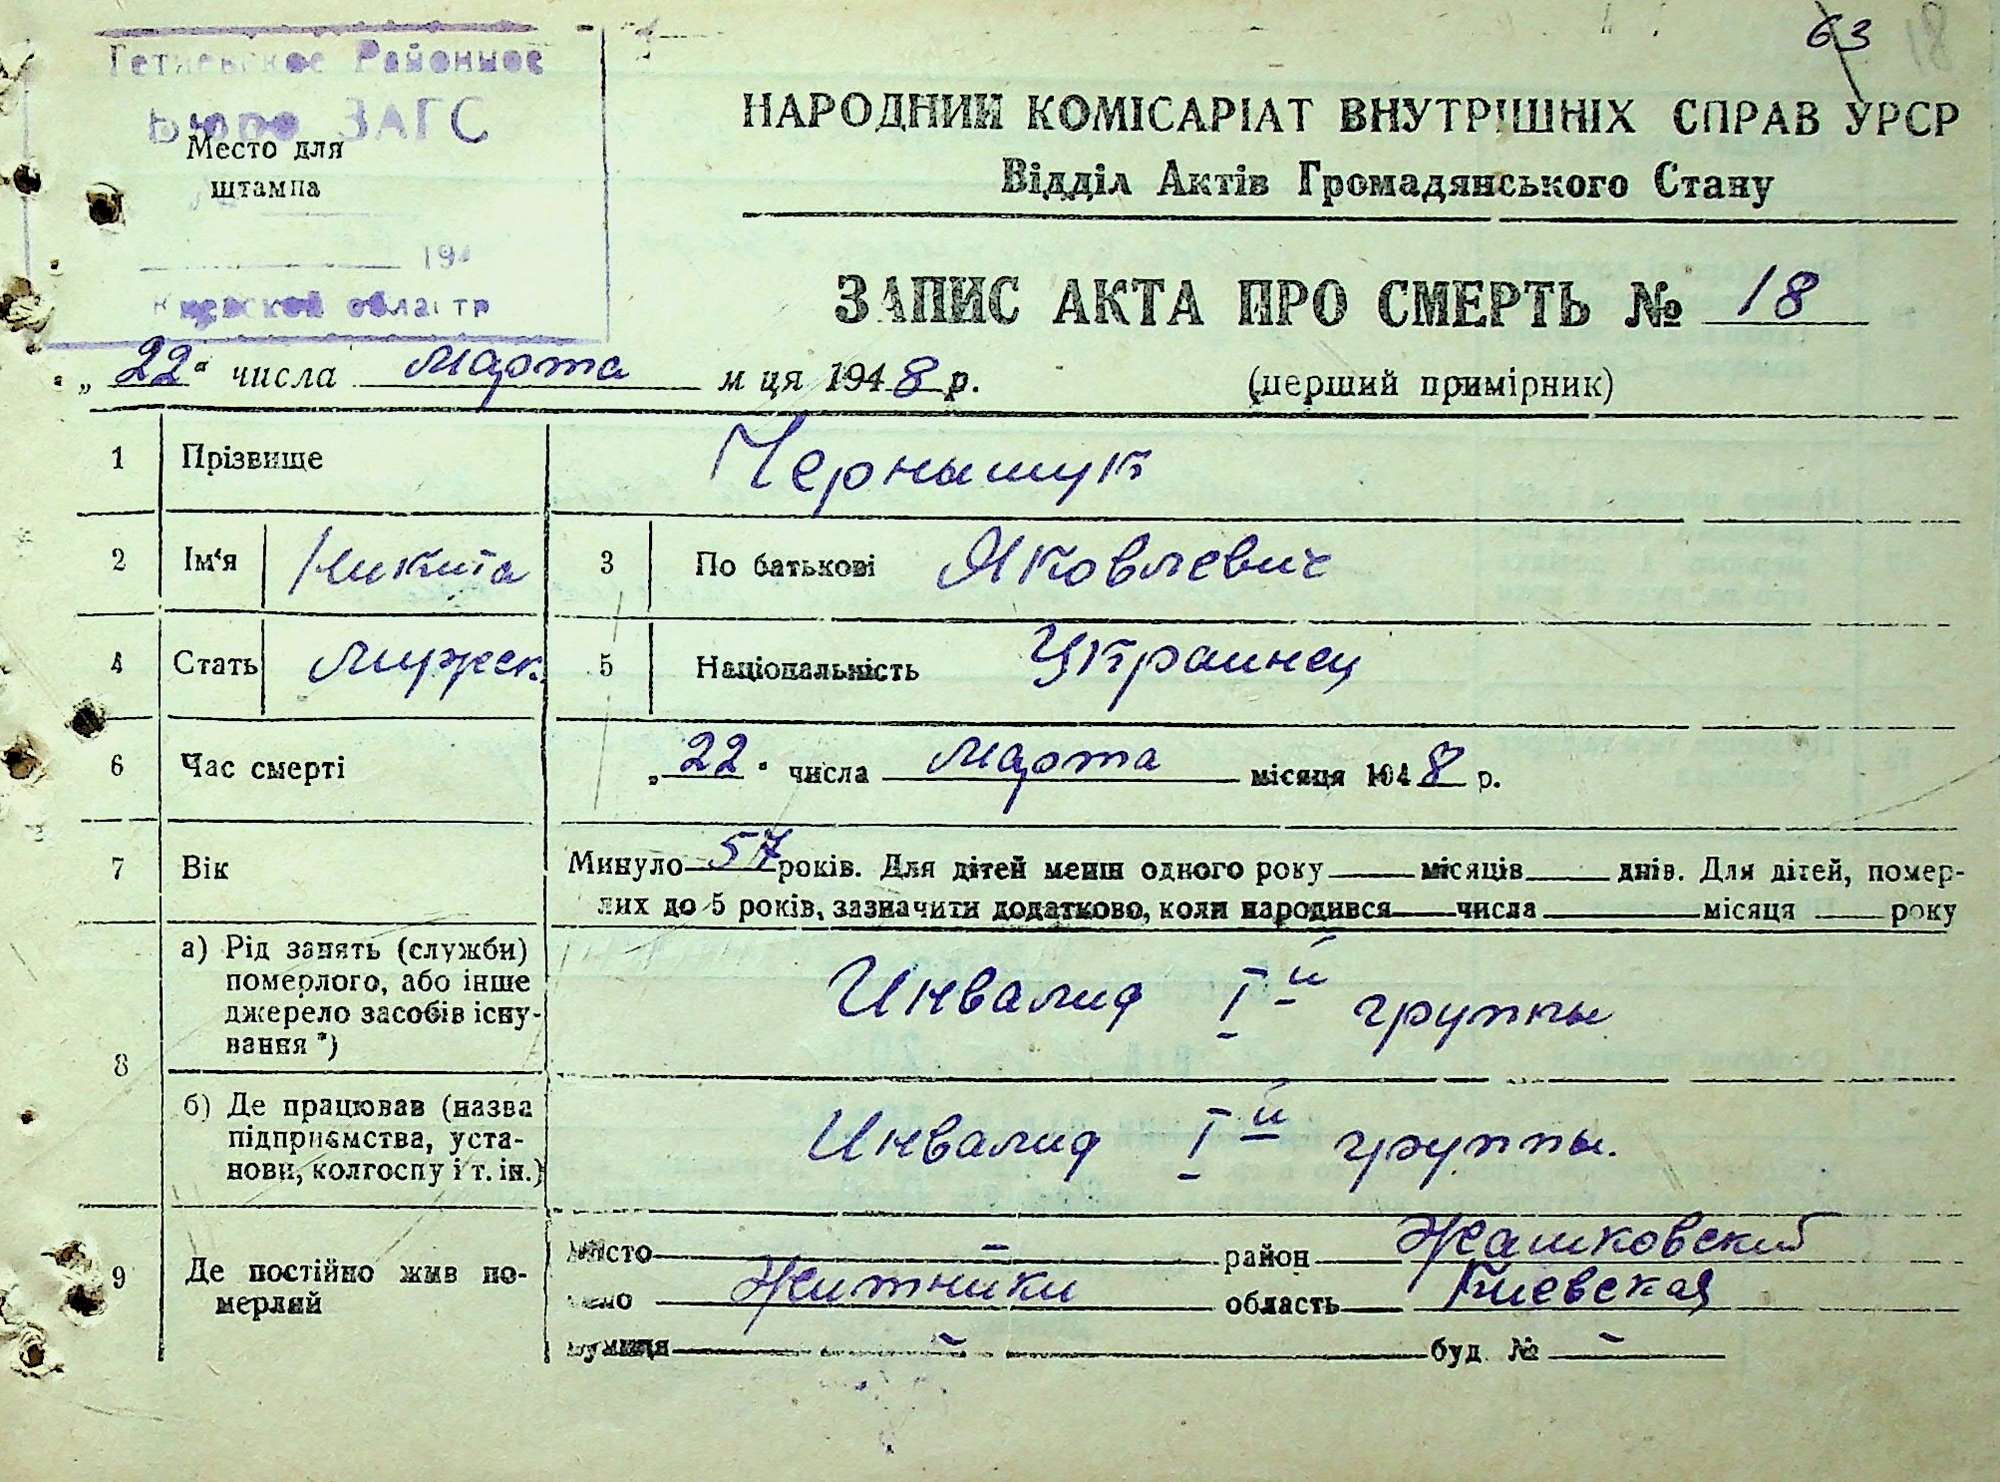 63 18
Районное
Бюро ЗАГС
Место для
штампа
194
Киевской области
НАРОДНИЙ КОМІСАРІАТ ВНУТРІШНІХ СПРАВ УРСР
Відділ Актів Громадянського Стану
ЗАПИС АКТА ПРО СМЕРТЬ № 18
„ 22 “ числа марта м ця 1948 р. (перший примірник)
1 Прізвище Чернышук
2 Ім‘я Никита 3 По батькові Яковлевич
4 Стать мужск. 5 Національність Украинец
6 Час смерті „ 22 “ числа марта місяця 1948 р.
7 Вік Минуло 57 років. Для дітей менш одного року місяців днів. Для дітей, помер-
лих до 5 років, зазначити додатково, коли народився числа місяця року
8 а) Рід занять (служби)
померлого, або інше
джерело засобів існу-
вання *) Инвалид I й группы
б) Де працював (назва
підприємства, уста-
нови, колгоспу і т. ін.) Инвалид I й группы.
9 Де постійно жив по-
мерлий
місто – район Жашковский
село Житники область Киевская
вулиця – буд № –